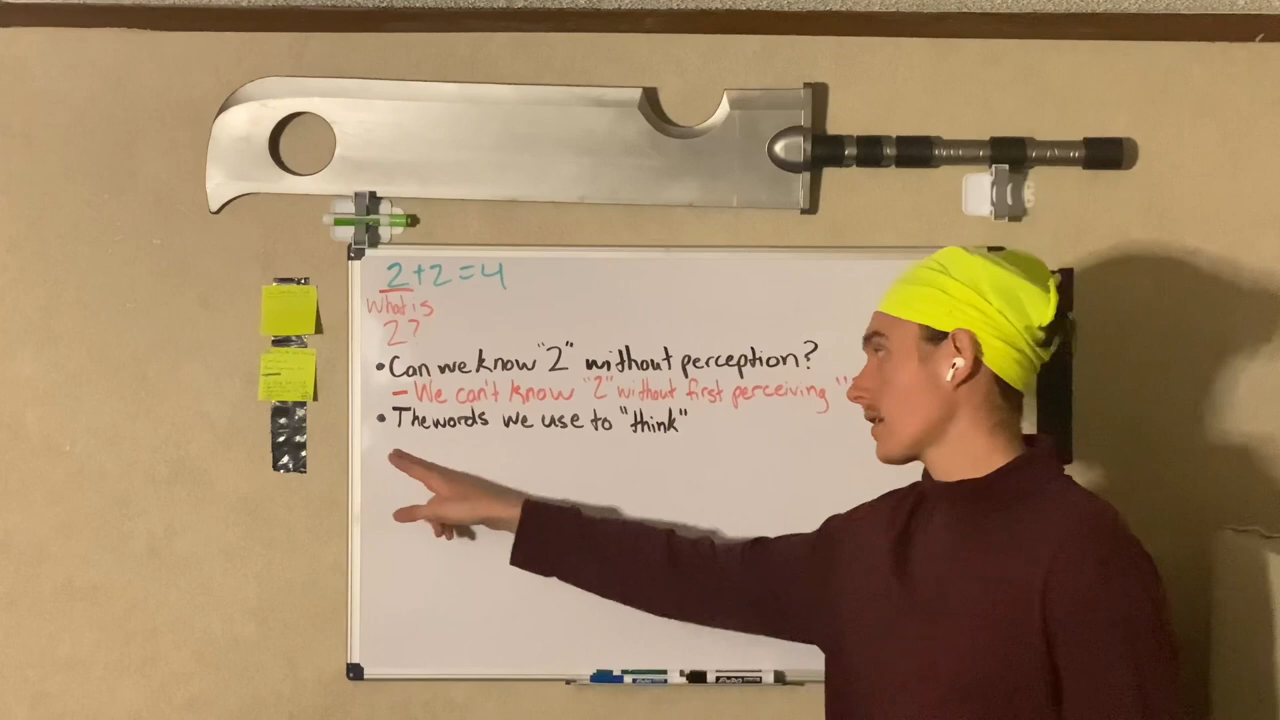 2+2=4
What is
2?
•Can we know "2" without perception?
- We can't know "2" without first perceiving "
• The words we use to "think"
EXPO